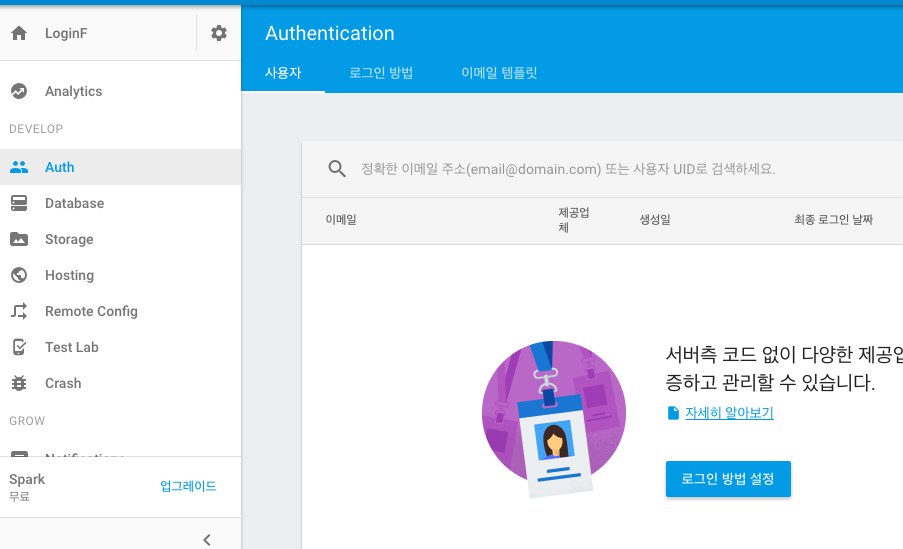 LoginF
Analytics
DEVELOP
Auth
Database
Storage
Hosting
Remote Config
Test Lab
Crash
GROW
Notifications
Spark
무료
업그레이드
Authentication
사용자 로그인 방법 이메일 템플릿
정확한 이메일 주소(email@domain.com) 또는 사용자 UID로 검색하세요.
이메일 제공업체 생성일 최종 로그인 날짜
서버측 코드 없이 다양한 제공업
증하고 관리할 수 있습니다.
자세히 알아보기
로그인 방법 설정